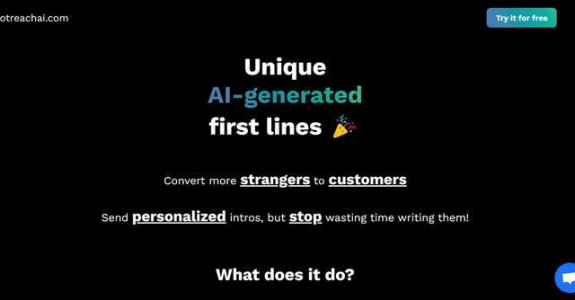 otreachai.com
Try it for free
Unique
AI-generated
first lines 🎉
Convert more strangers to customers
Send personalized intros, but stop wasting time writing them!
What does it do?